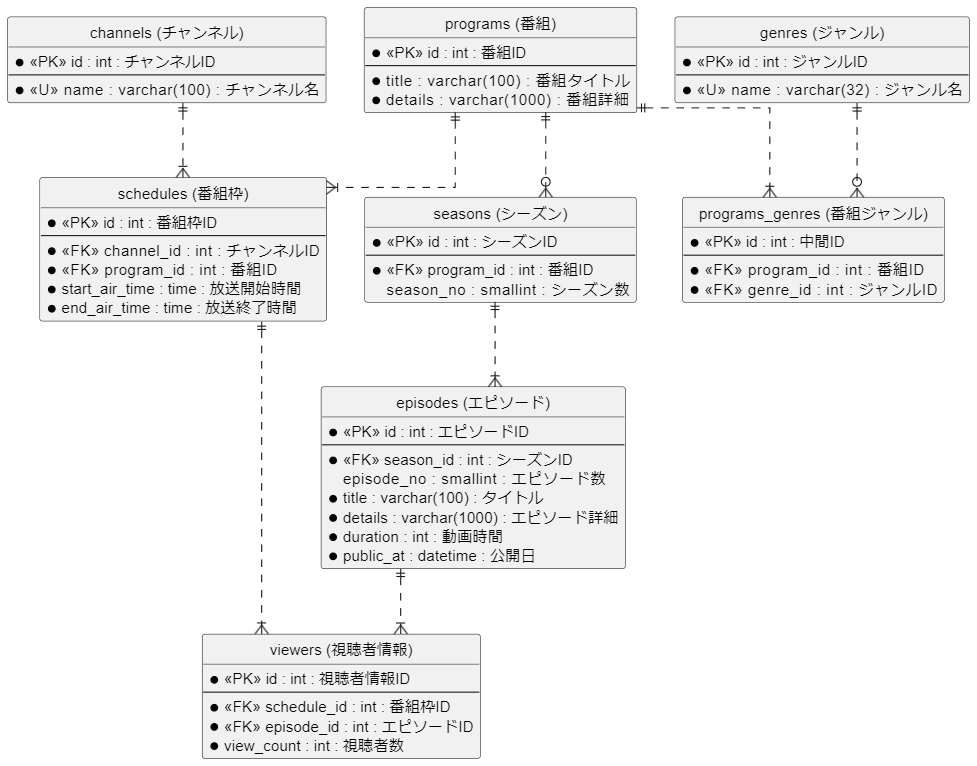 channels (チャンネル)
«PK» id : int : チャンネルID
«U» name : varchar(100) : チャンネル名
programs (番組)
«PK» id : int : 番組ID
title : varchar(100) : 番組タイトル
details : varchar(1000) : 番組詳細
genres (ジャンル)
«PK» id : int : ジャンルID
«U» name : varchar(32) : ジャンル名
schedules (番組枠)
«PK» id : int : 番組枠ID
«FK» channel_id : int : チャンネルID
«FK» program_id : int : 番組ID
start_air_time : time : 放送開始時間
end_air_time : time : 放送終了時間
seasons (シーズン)
«PK» id : int : シーズンID
«FK» program_id : int : 番組ID
season_no : smallint : シーズン数
programs_genres (番組ジャンル)
«PK» id : int : 中間ID
«FK» program_id : int : 番組ID
«FK» genre_id : int : ジャンルID
episodes (エピソード)
«PK» id : int : エピソードID
«FK» season_id : int : シーズンID
episode_no : smallint : エピソード数
title : varchar(100) : タイトル
details : varchar(1000) : エピソード詳細
duration : int : 動画時間
public_at : datetime : 公開日
viewers (視聴者情報)
«PK» id : int : 視聴者情報ID
«FK» schedule_id : int : 番組枠ID
«FK» episode_id : int : エピソードID
view_count : int : 視聴者数